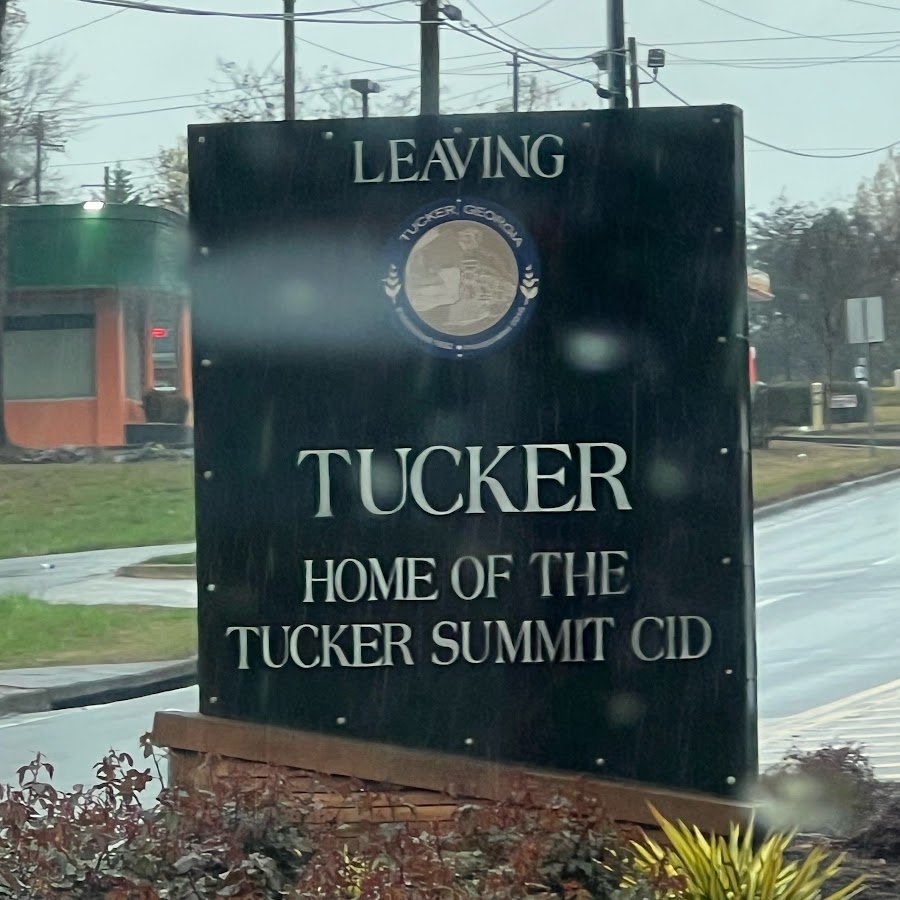 LEAVING
TUCKER, GEORGIA
TUCKER
HOME OF THE
TUCKER SUMMIT CID